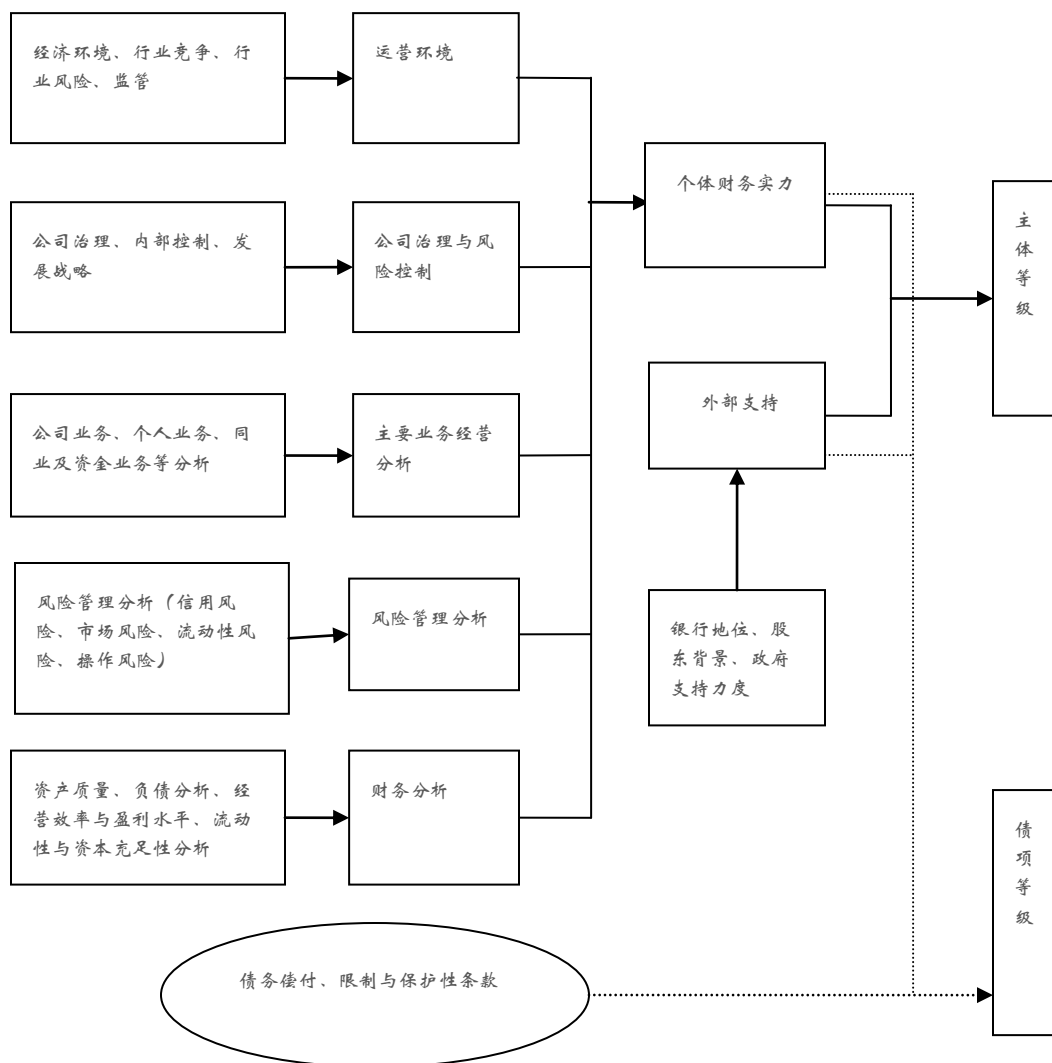 经济环境、行业竞争、行
业风险、监管
运营环境
公司治理、内部控制、发
展战略
公司治理与风
险控制
公司业务、个人业务、同
业及资金业务等分析
主要业务经营
分析
风险管理分析（信用风
险、市场风险、流动性风
险、操作风险）
风险管理分析
资产质量、负债分析、经
营效率与盈利水平、流动
性与资本充足性分析
财务分析
个体财务实力
外部支持
银行地位、股
东背景、政府
支持力度
主
体
等
级
债
项
等
级
债务偿付、限制与保护性条款